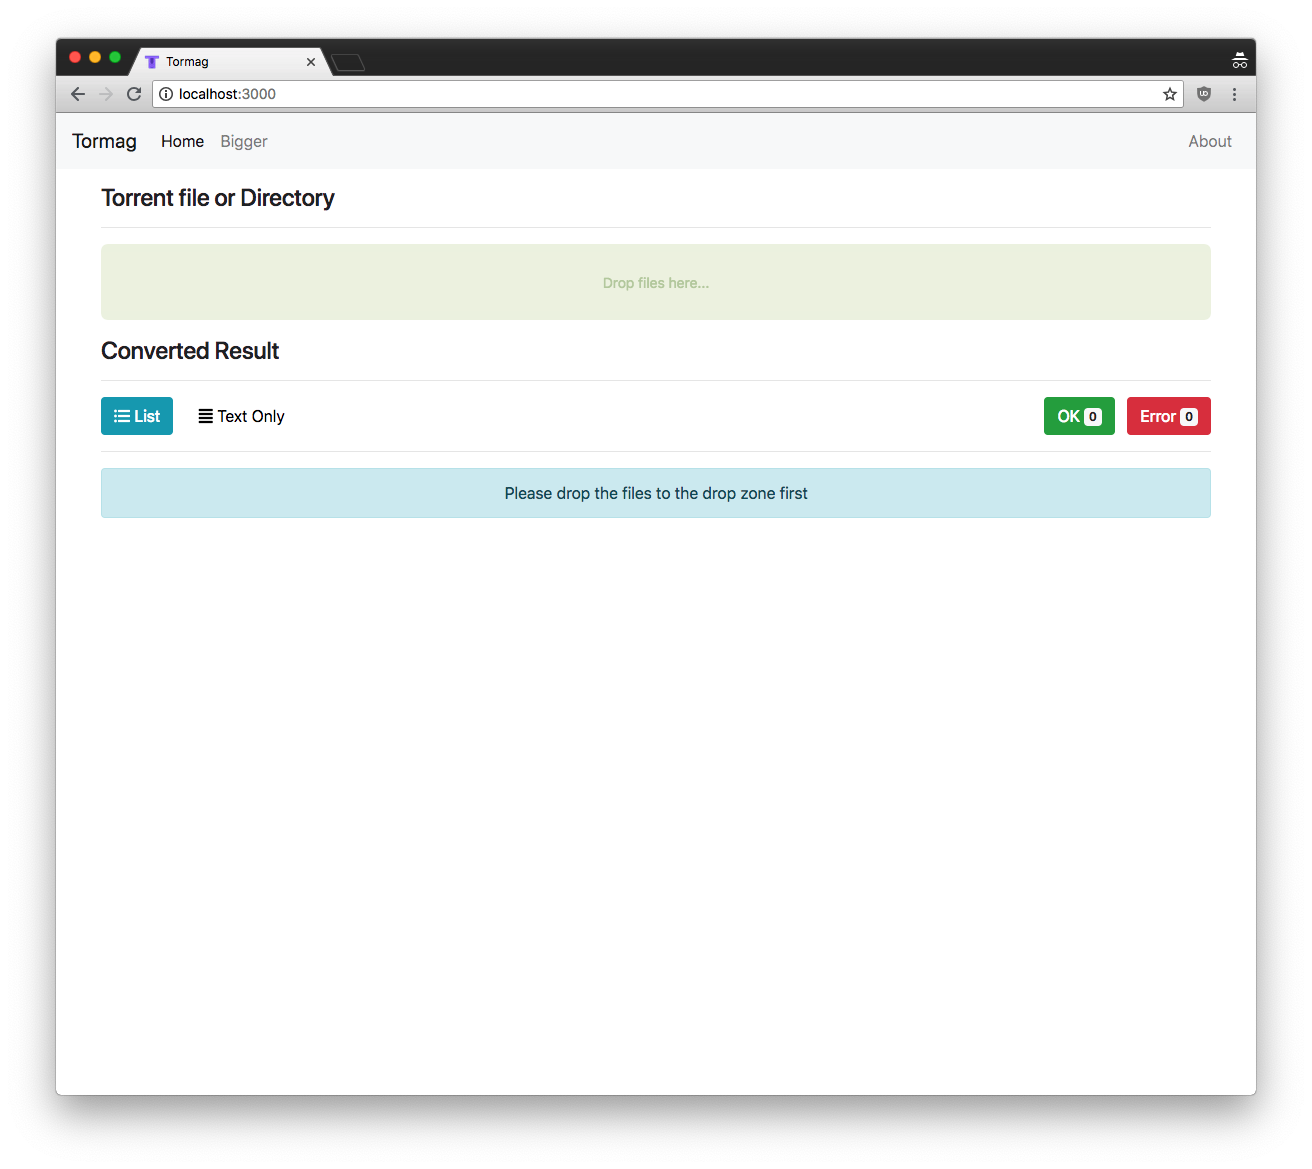 Tormag
localhost:3000
Tormag Home Bigger About
Torrent file or Directory
Drop files here...
Converted Result
List Text Only OK 0 Error 0
Please drop the files to the drop zone first